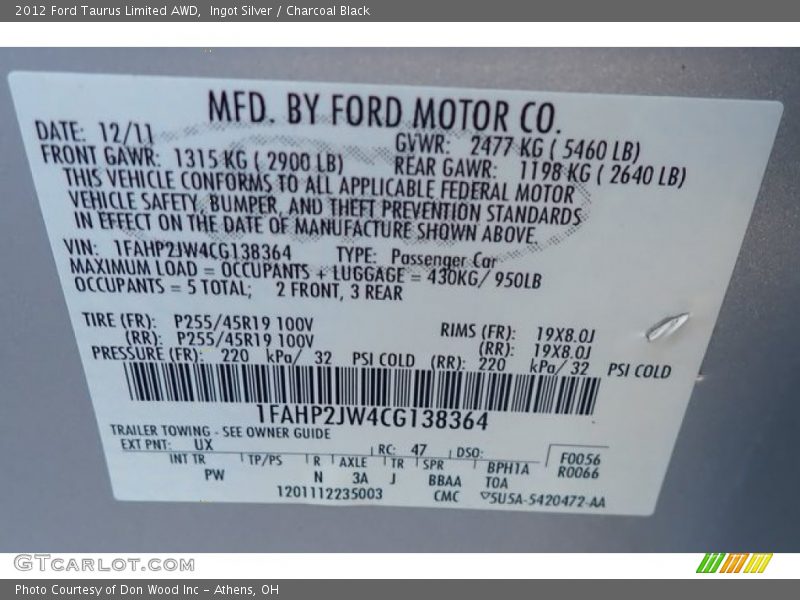 2012 Ford Taurus Limited AWD, Ingot Silver / Charcoal Black
MFD. BY FORD MOTOR CO.
DATE: 12/11 GVWR: 2477 KG ( 5460 LB)
FRONT GAWR: 1315 KG ( 2900 LB) REAR GAWR: 1198 KG ( 2640 LB)
THIS VEHICLE CONFORMS TO ALL APPLICABLE FEDERAL MOTOR
VEHICLE SAFETY, BUMPER, AND THEFT PREVENTION STANDARDS
IN EFFECT ON THE DATE OF MANUFACTURE SHOWN ABOVE.
VIN: 1FAHP2JW4CG138364 TYPE: Passenger Car
MAXIMUM LOAD = OCCUPANTS + LUGGAGE = 430KG/ 950LB
OCCUPANTS = 5 TOTAL; 2 FRONT, 3 REAR
TIRE (FR): P255/45R19 100V RIMS (FR): 19X8.0J
(RR): P255/45R19 100V (RR): 19X8.0J
PRESSURE (FR): 220 kPa/ 32 PSI COLD (RR): 220 kPa/ 32 PSI COLD
1FAHP2JW4CG138364
TRAILER TOWING - SEE OWNER GUIDE
EXT PNT: UX RC: 47 DSO: F0056
INT TR TP/PS R AXLE TR SPR BPH1A R0066
PW N 3A J BBAA T0A
1201112235003 CMC 5U5A-5420472-AA
GTCARLOT.COM
Photo Courtesy of Don Wood Inc - Athens, OH